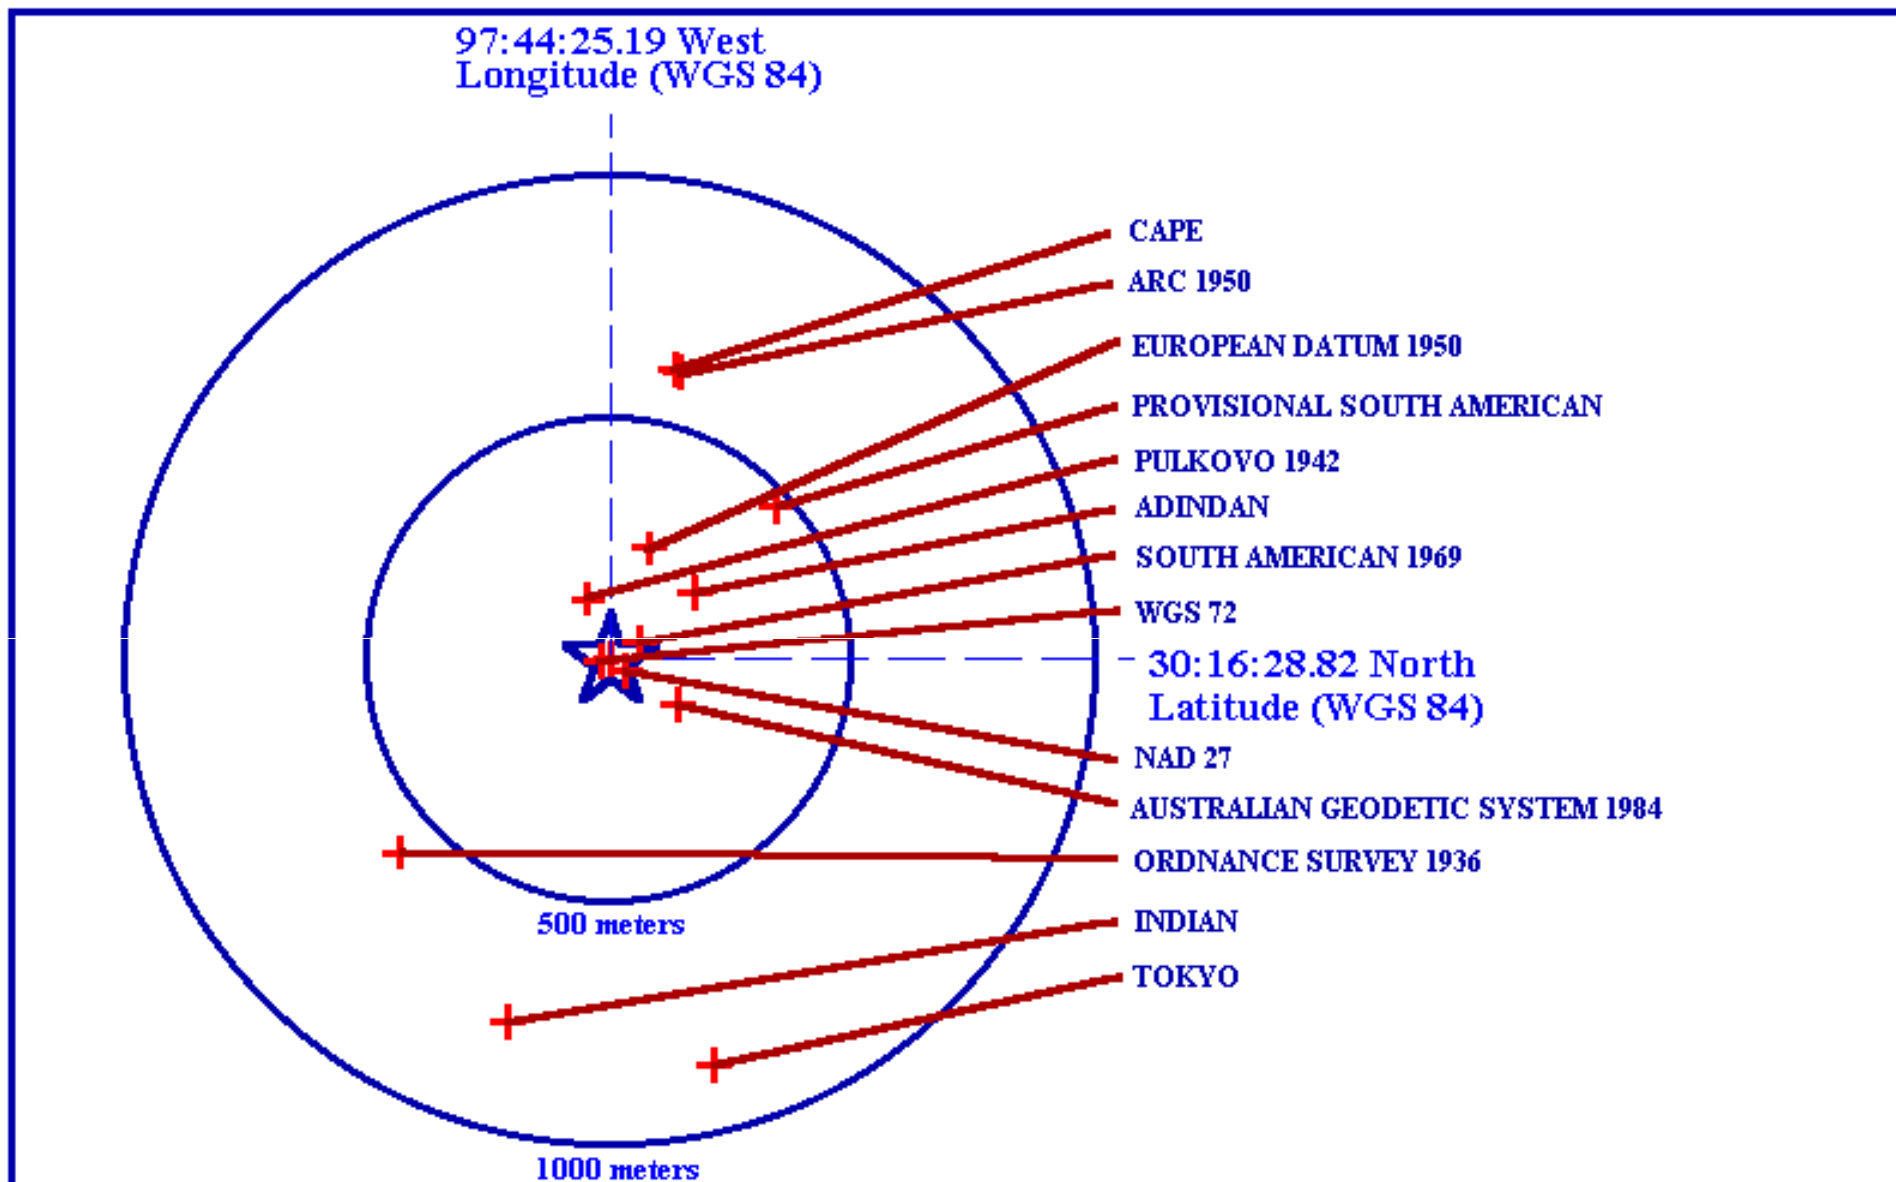 97:44:25.19 West
Longitude (WGS 84)
CAPE
ARC 1950
EUROPEAN DATUM 1950
PROVISIONAL SOUTH AMERICAN
PULKOVO 1942
ADINDAN
SOUTH AMERICAN 1969
WGS 72
30:16:28.82 North
Latitude (WGS 84)
NAD 27
AUSTRALIAN GEODETIC SYSTEM 1984
ORDNANCE SURVEY 1936
INDIAN
500 meters
TOKYO
1000 meters